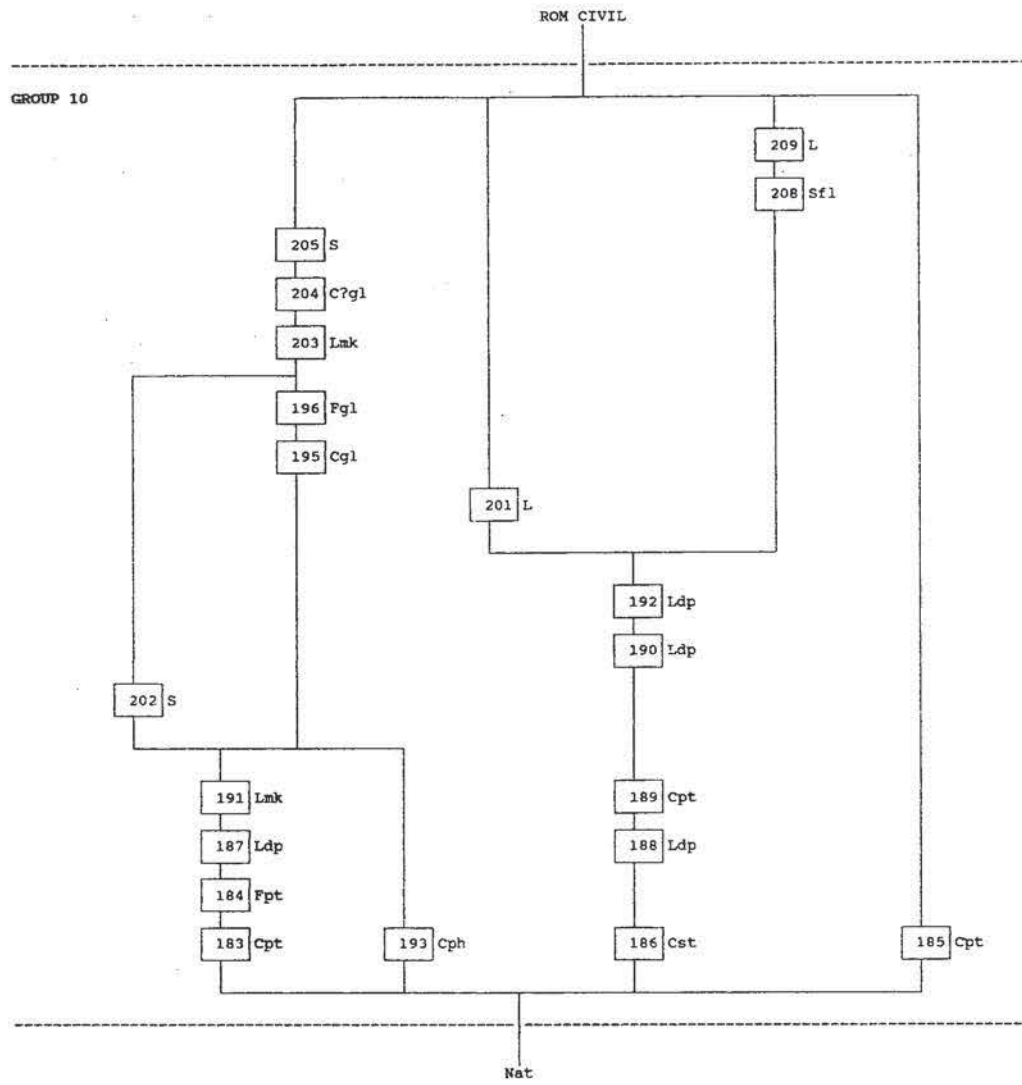 ROM CIVIL
GROUP 10
209 L
208 Sfl
205 S
204 C?gl
203 Lmk
196 Fgl
195 Cgl
201 L
192 Ldp
190 Ldp
202 S
191 Lmk
189 Cpt
187 Ldp
188 Ldp
184 Fpt
183 Cpt
193 Cph
186 Cst
185 Cpt
Nat